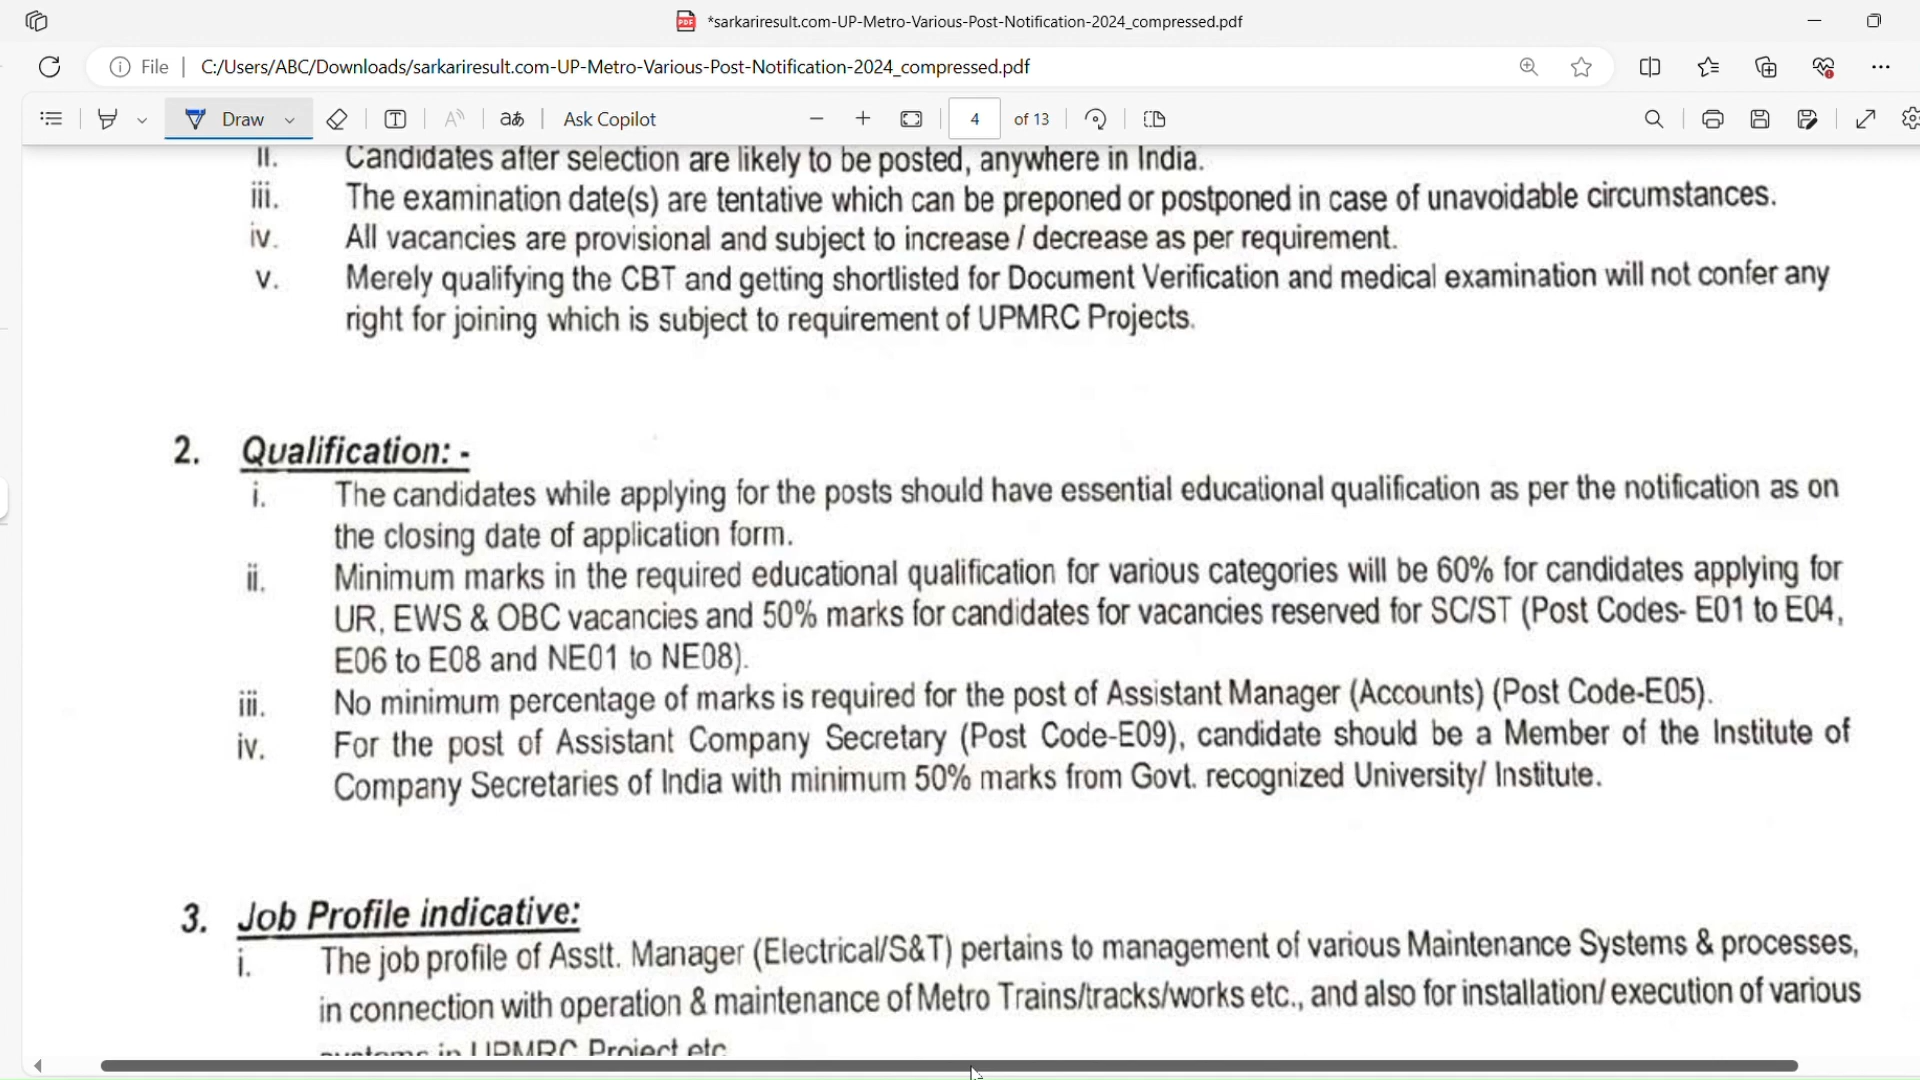 *sarkariresult.com-UP-Metro-Various-Post-Notification-2024_compressed.pdf
File | C:/Users/ABC/Downloads/sarkariresult.com-UP-Metro-Various-Post-Notification-2024_compressed.pdf
Draw aあ Ask Copilot 4 of 13
ii. Candidates after selection are likely to be posted, anywhere in India.
iii. The examination date(s) are tentative which can be preponed or postponed in case of unavoidable circumstances.
iv. All vacancies are provisional and subject to increase / decrease as per requirement.
v. Merely qualifying the CBT and getting shortlisted for Document Verification and medical examination will not confer any
right for joining which is subject to requirement of UPMRC Projects.
2. Qualification: -
i. The candidates while applying for the posts should have essential educational qualification as per the notification as on
the closing date of application form.
ii. Minimum marks in the required educational qualification for various categories will be 60% for candidates applying for
UR, EWS & OBC vacancies and 50% marks for candidates for vacancies reserved for SC/ST (Post Codes- E01 to E04,
E06 to E08 and NE01 to NE08).
iii. No minimum percentage of marks is required for the post of Assistant Manager (Accounts) (Post Code-E05).
iv. For the post of Assistant Company Secretary (Post Code-E09), candidate should be a Member of the Institute of
Company Secretaries of India with minimum 50% marks from Govt. recognized University/ Institute.
3. Job Profile indicative:
i. The job profile of Asstt. Manager (Electrical/S&T) pertains to management of various Maintenance Systems & processes,
in connection with operation & maintenance of Metro Trains/tracks/works etc., and also for installation/ execution of various
systems in UPMRC Project etc